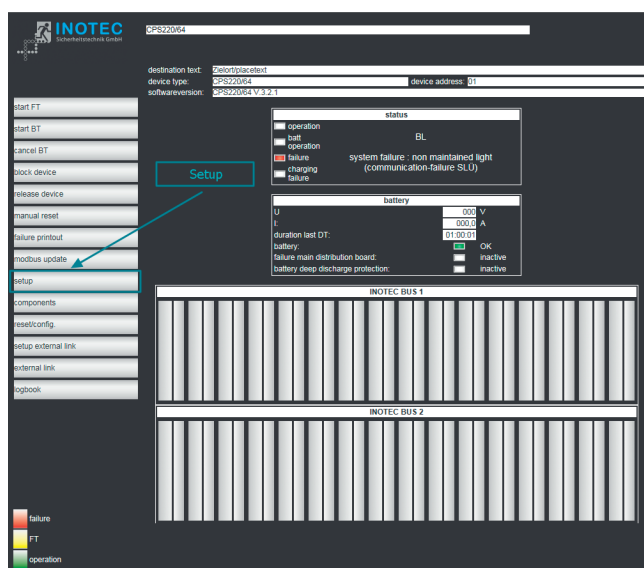 INOTEC
Sicherheitstechnik GmbH
CPS220/64
destination text: Zielort/placetext
device type: CPS220/64 device address: 01
softwareversion: CPS220/64 V.3.2.1
start FT
start BT
cancel BT
block device
release device
manual reset
failure printout
modbus update
setup
components
reset/config.
setup external link
external link
logbook
Setup
status
operation
batt
operation
BL
failure
system failure : non maintained light
(communication-failure SLÜ)
charging
failure
battery
U 000 V
I: 000,0 A
duration last DT: 01:00:01
battery: OK
failure main distribution board: inactive
battery deep discharge protection: inactive
INOTEC BUS 1
INOTEC BUS 2
failure
FT
operation